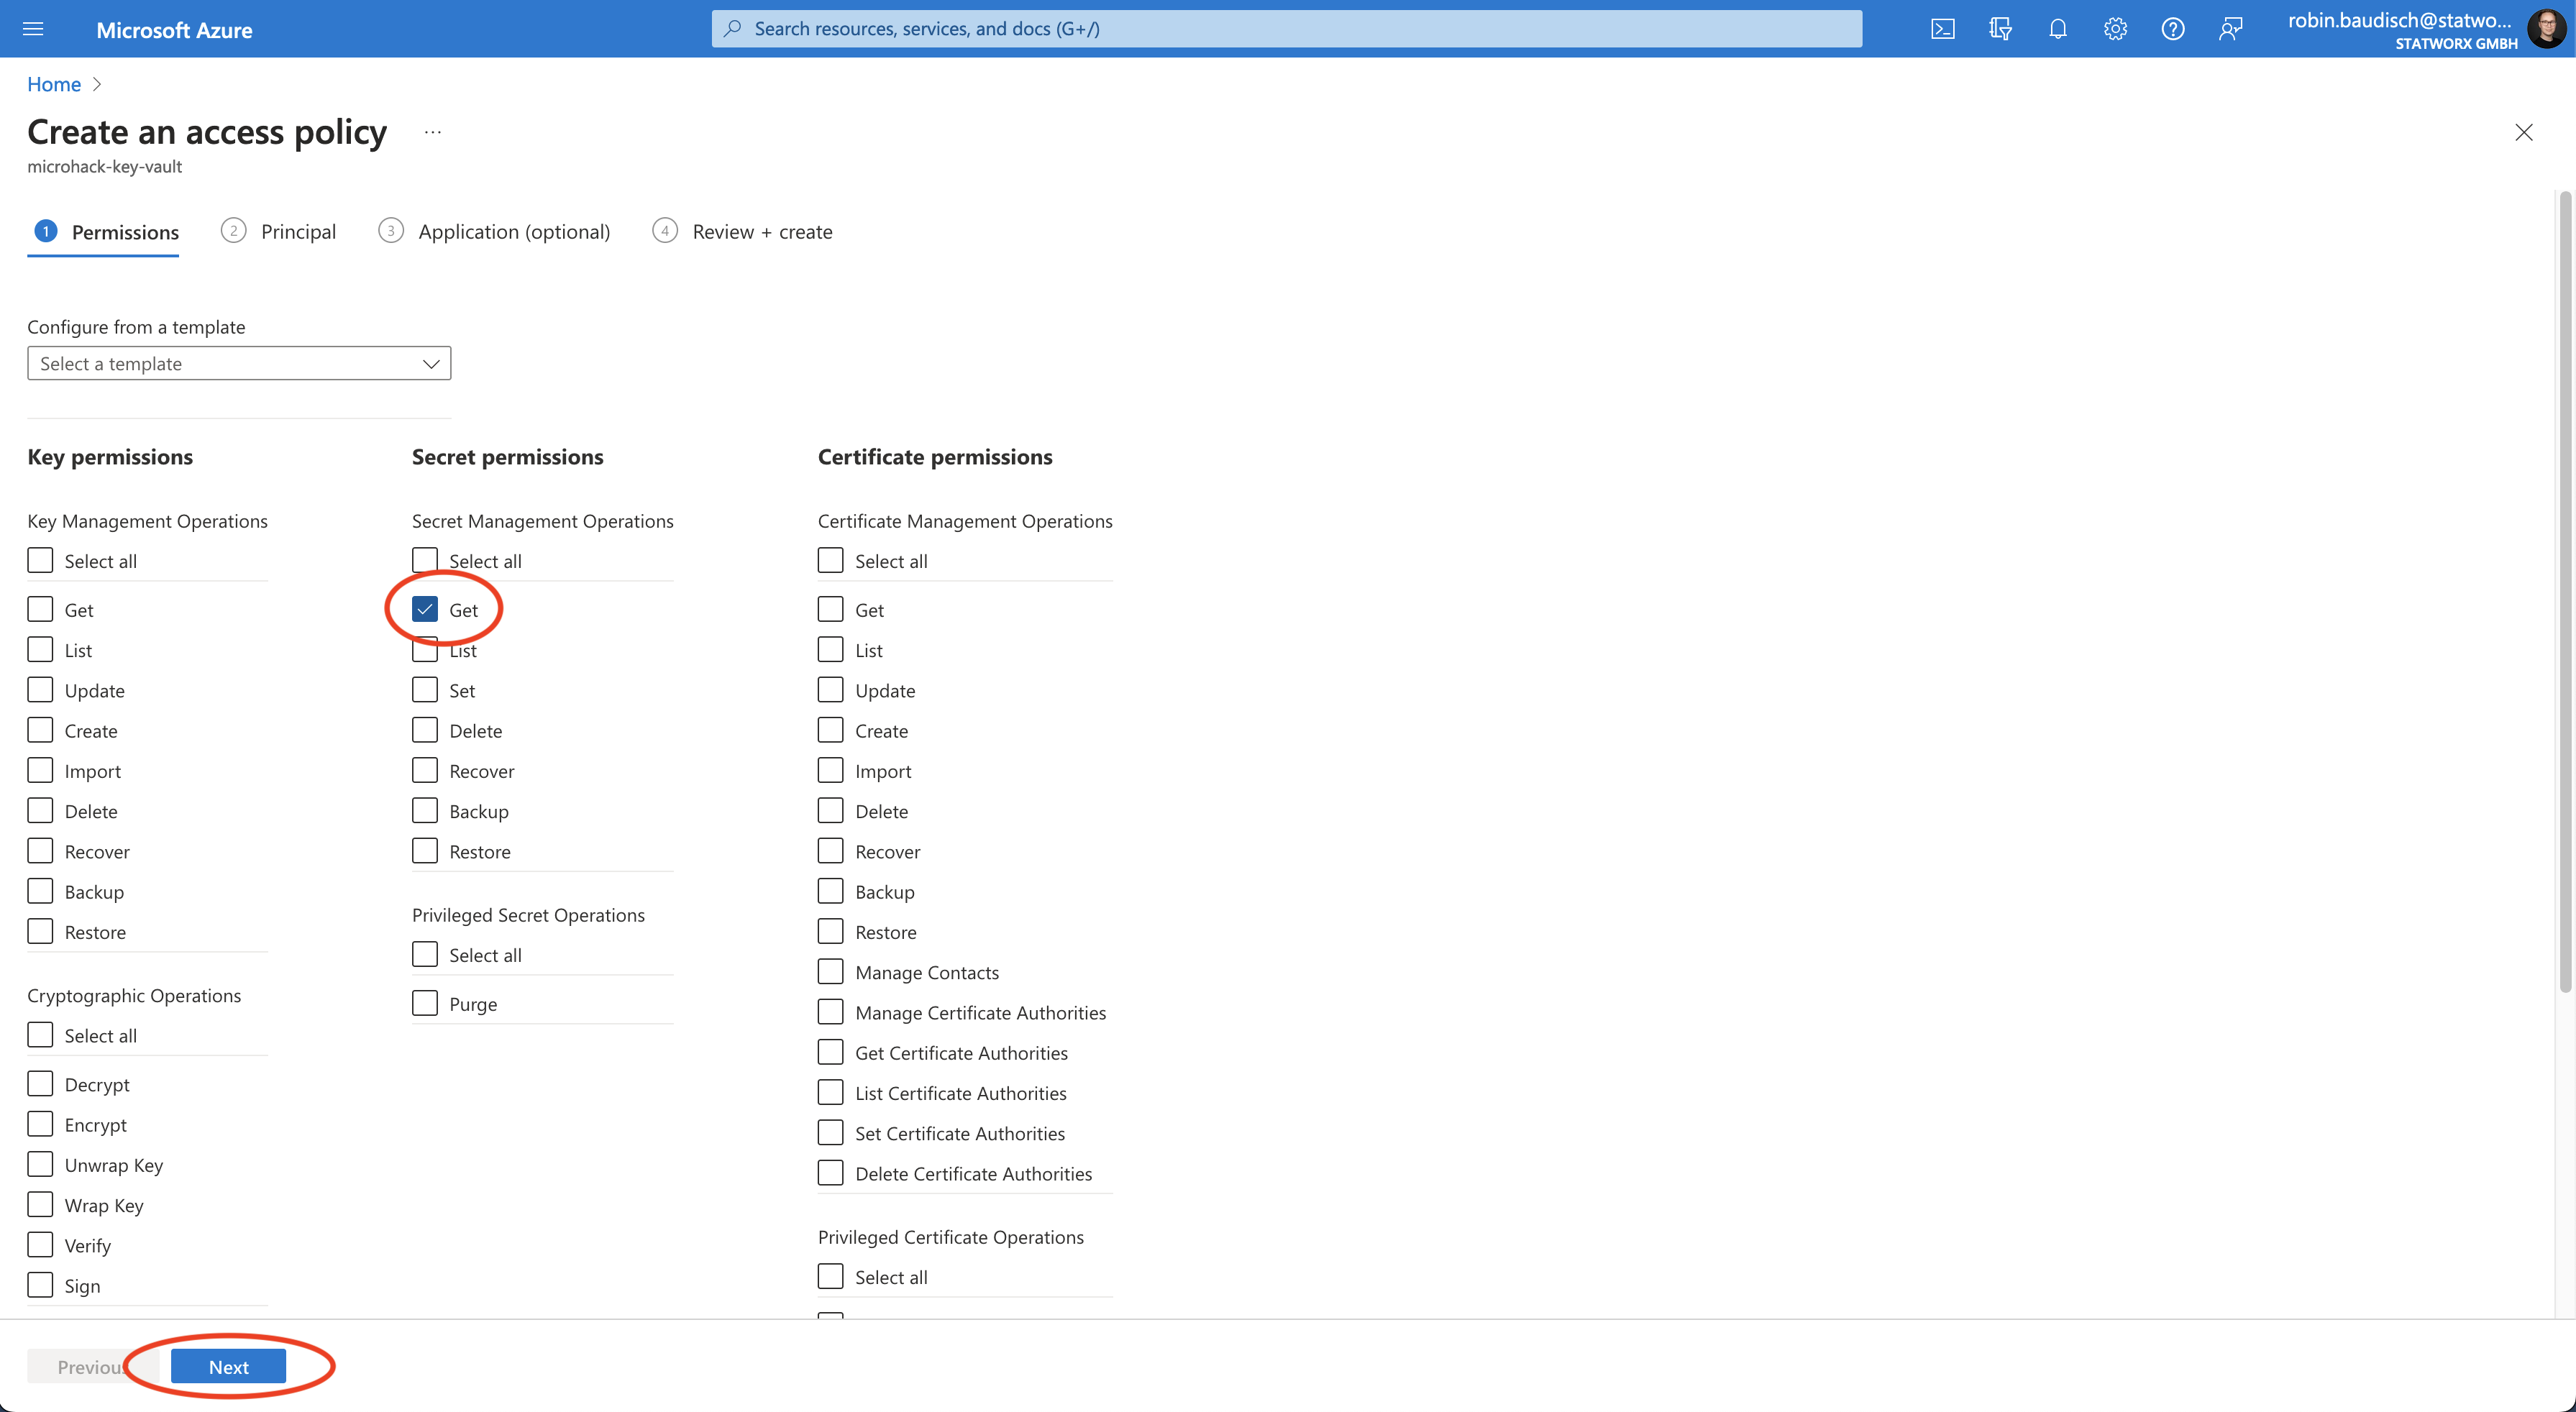 Microsoft Azure
Search resources, services, and docs (G+/)
robin.baudisch@statwo...
STATWORX GMBH
Home
Create an access policy
...
microhack-key-vault
1 Permissions
2 Principal
3 Application (optional)
4 Review + create
Configure from a template
Select a template
Key permissions
Key Management Operations
Select all
Get
List
Update
Create
Import
Delete
Recover
Backup
Restore
Cryptographic Operations
Select all
Decrypt
Encrypt
Unwrap Key
Wrap Key
Verify
Sign
Secret permissions
Secret Management Operations
Select all
Get
List
Set
Delete
Recover
Backup
Restore
Privileged Secret Operations
Select all
Purge
Certificate permissions
Certificate Management Operations
Select all
Get
List
Update
Create
Import
Delete
Recover
Backup
Restore
Manage Contacts
Manage Certificate Authorities
Get Certificate Authorities
List Certificate Authorities
Set Certificate Authorities
Delete Certificate Authorities
Privileged Certificate Operations
Select all
Previous
Next